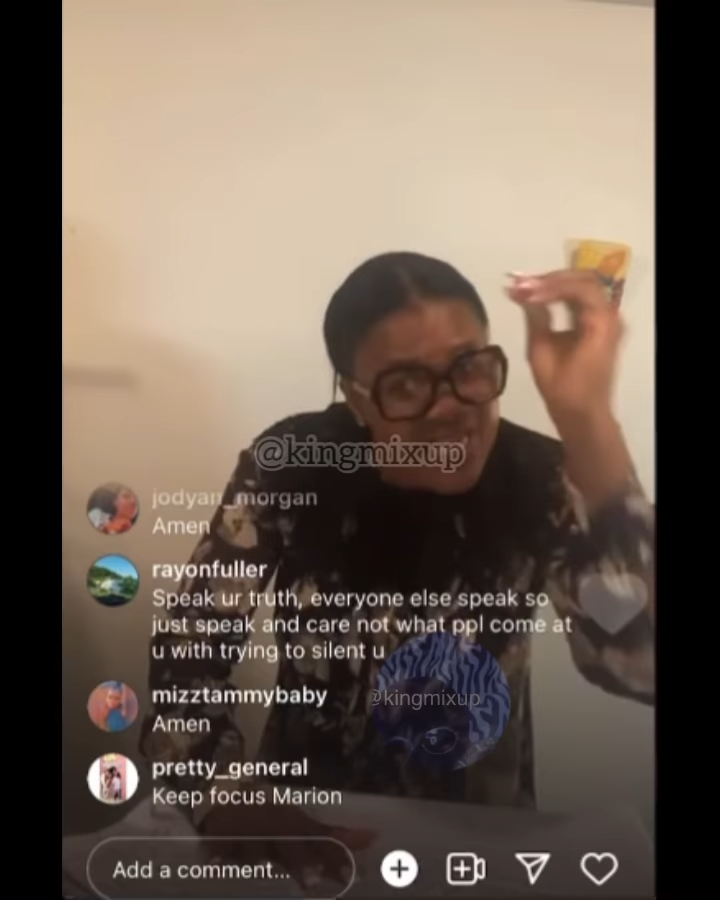 @kingmixup
jodyan_morgan
Amen
rayonfuller
Speak ur truth, everyone else speak so
just speak and care not what ppl come at
u with trying to silent u
mizztammybaby
@kingmixup
Amen
pretty_general
Keep focus Marion
Add a comment...